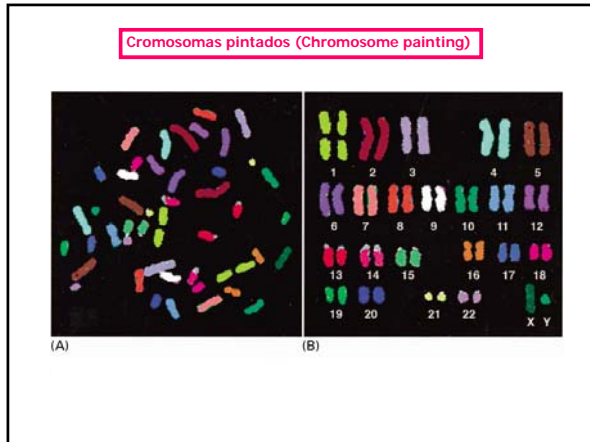 Cromosomas pintados (Chromosome painting)
1 2 3 4 5
6 7 8 9 10 11 12
13 14 15 16 17 18
19 20 21 22 X Y
(A) (B)